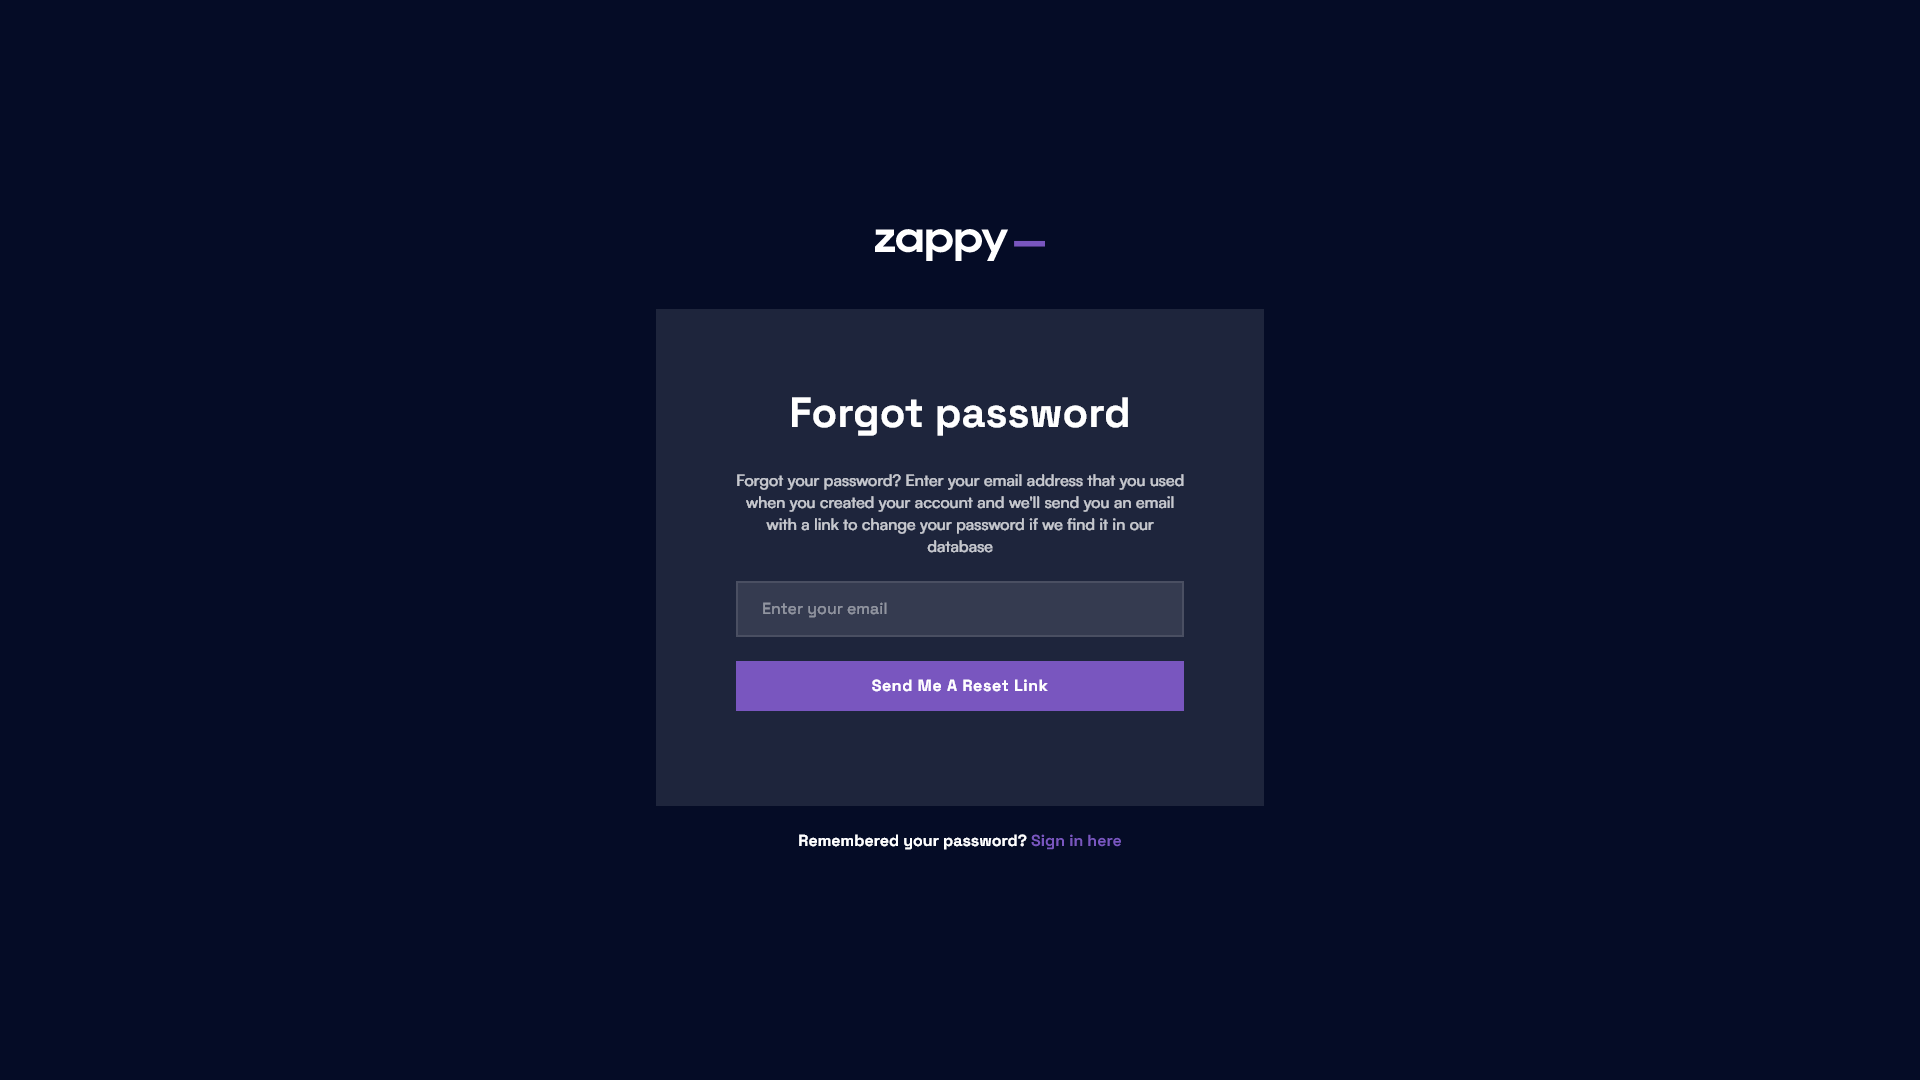 zappy
Forgot password
Forgot your password? Enter your email address that you used
when you created your account and we'll send you an email
with a link to change your password if we find it in our
database
Enter your email
Send Me A Reset Link
Remembered your password? Sign in here